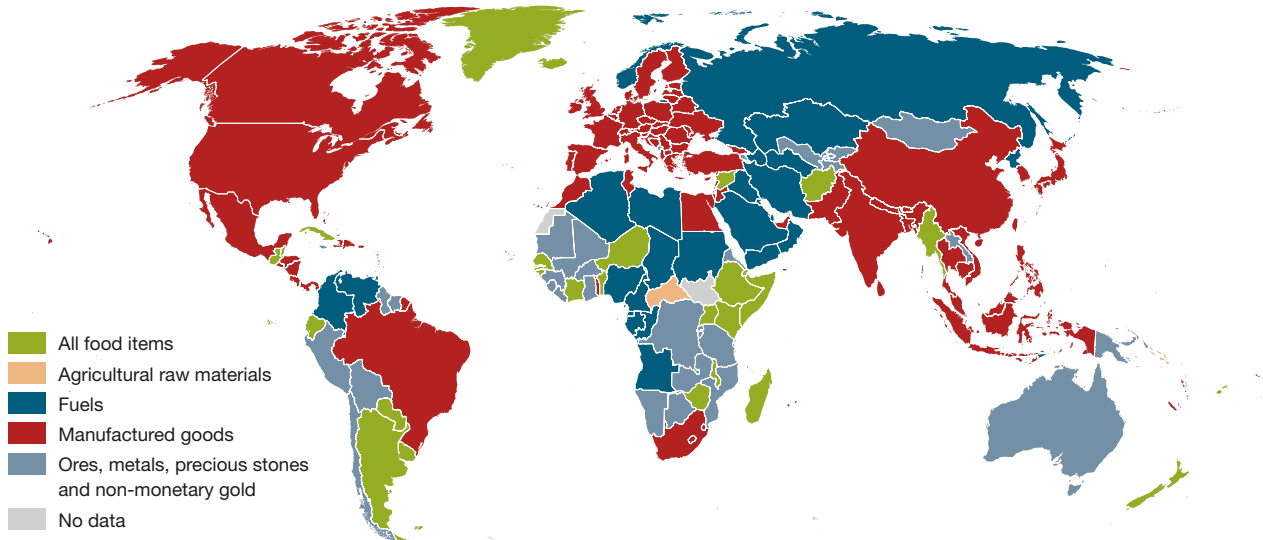 All food items
Agricultural raw materials
Fuels
Manufactured goods
Ores, metals, precious stones
and non-monetary gold
No data